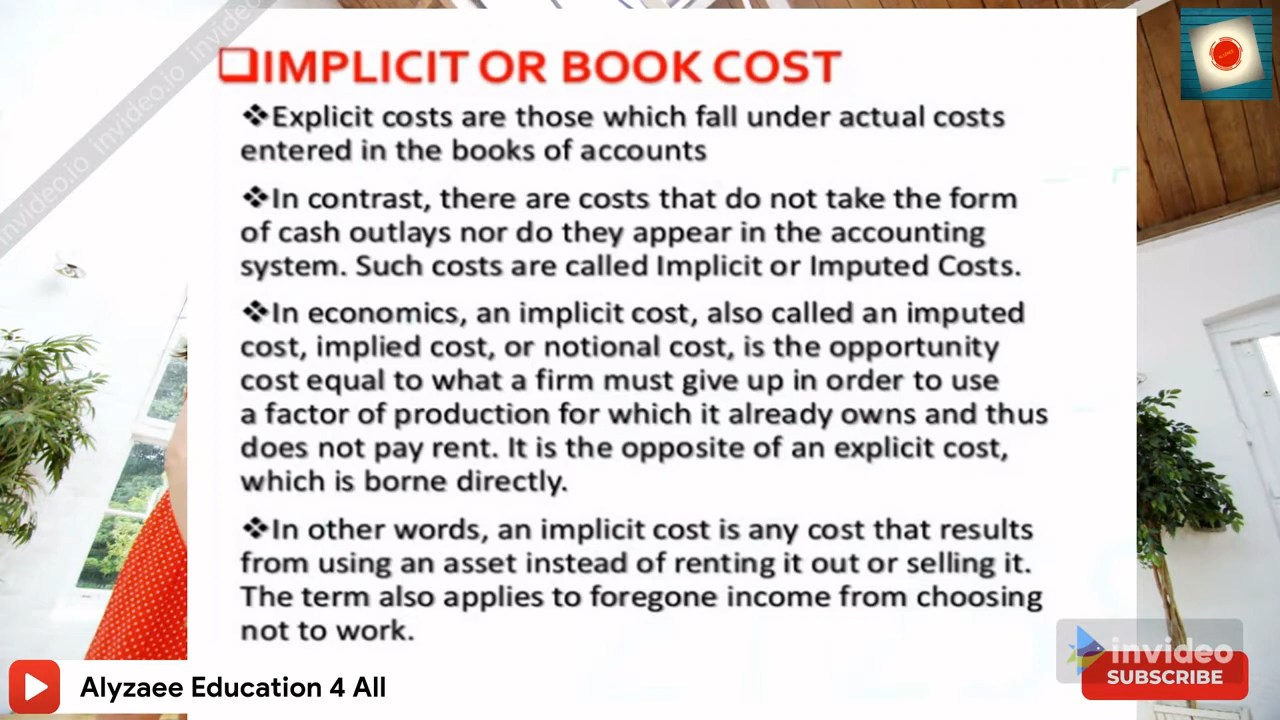 invideo.io invideo.io invideo.io
❑IMPLICIT OR BOOK COST
❖Explicit costs are those which fall under actual costs
entered in the books of accounts
❖In contrast, there are costs that do not take the form
of cash outlays nor do they appear in the accounting
system. Such costs are called Implicit or Imputed Costs.
❖In economics, an implicit cost, also called an imputed
cost, implied cost, or notional cost, is the opportunity
cost equal to what a firm must give up in order to use
a factor of production for which it already owns and thus
does not pay rent. It is the opposite of an explicit cost,
which is borne directly.
❖In other words, an implicit cost is any cost that results
from using an asset instead of renting it out or selling it.
The term also applies to foregone income from choosing
not to work.
invideo
SUBSCRIBE
Alyzaee Education 4 All